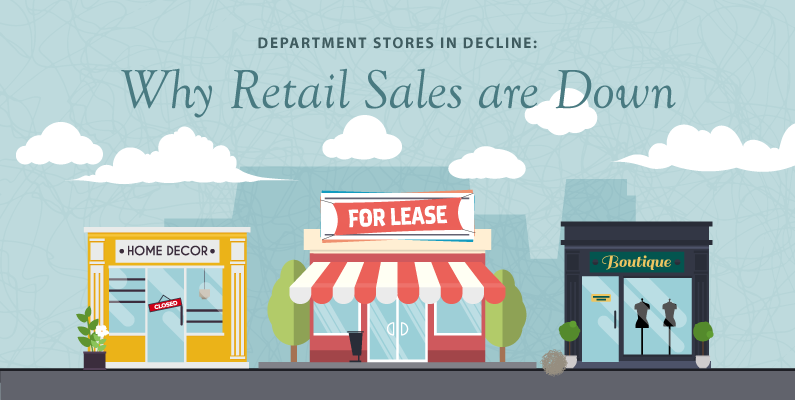 DEPARTMENT STORES IN DECLINE:
Why Retail Sales are Down
FOR LEASE
• HOME DECOR •
CLOSED
• Boutique •